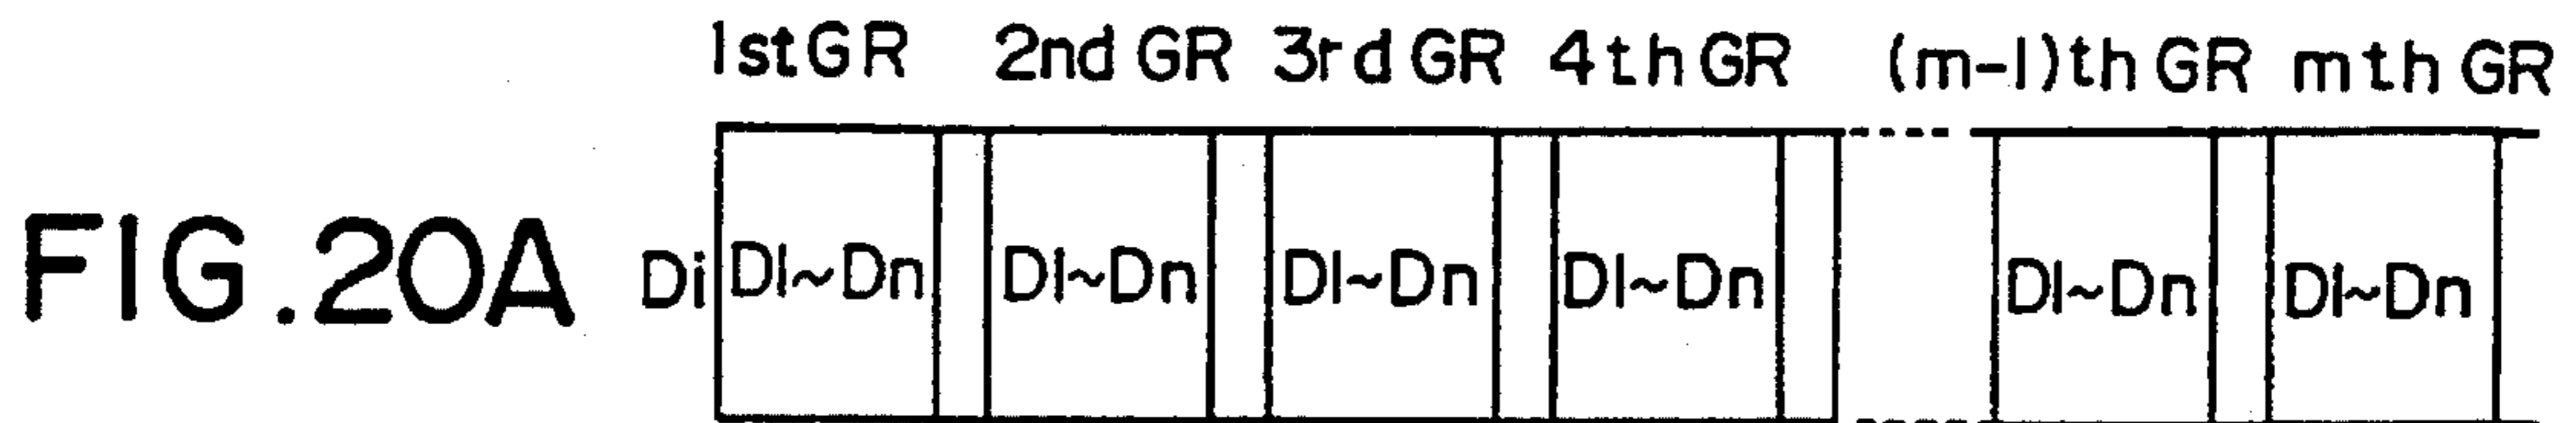 1st GR 2nd GR 3rd GR 4th GR (m-1)th GR mth GR
FIG.20A Di D1~Dn D1~Dn D1~Dn D1~Dn D1~Dn D1~Dn